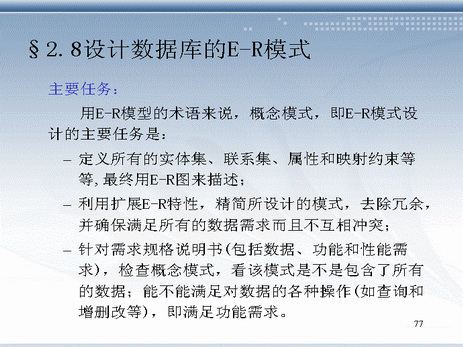 §2.8设计数据库的E-R模式
主要任务：
用E-R模型的术语来说，概念模式，即E-R模式设
计的主要任务是：
– 定义所有的实体集、联系集、属性和映射约束等
等,最终用E-R图来描述；
– 利用扩展E-R特性，精简所设计的模式，去除冗余，
并确保满足所有的数据需求而且不互相冲突；
– 针对需求规格说明书(包括数据、功能和性能需
求)，检查概念模式，看该模式是不是包含了所有
的数据；能不能满足对数据的各种操作(如查询和
增删改等)，即满足功能需求。
77